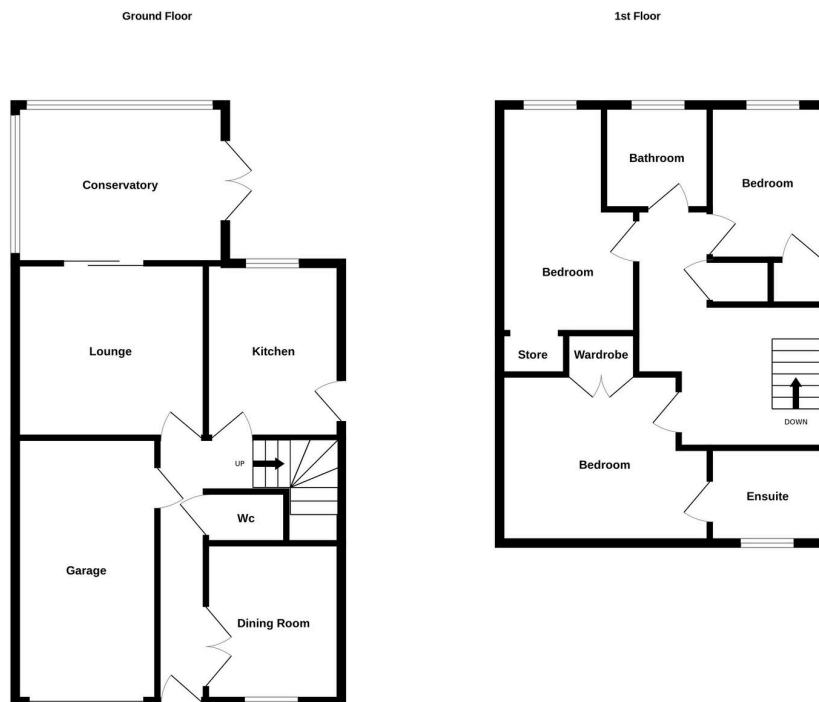 Ground Floor
Conservatory
Lounge
Kitchen
UP
Wc
Garage
Dining Room
1st Floor
Bathroom
Bedroom
Bedroom
Store
Wardrobe
DOWN
Bedroom
Ensuite